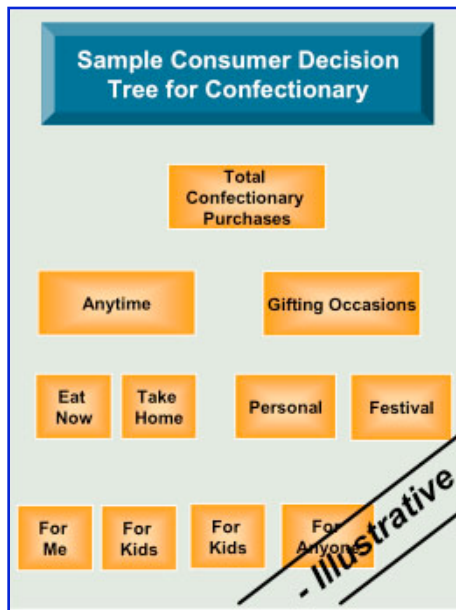 Sample Consumer Decision
Tree for Confectionary
Total
Confectionary
Purchases
Anytime
Gifting Occasions
Eat
Now
Take
Home
Personal
Festival
For
Me
For
Kids
For
Kids
For
Anyone
- Illustrative